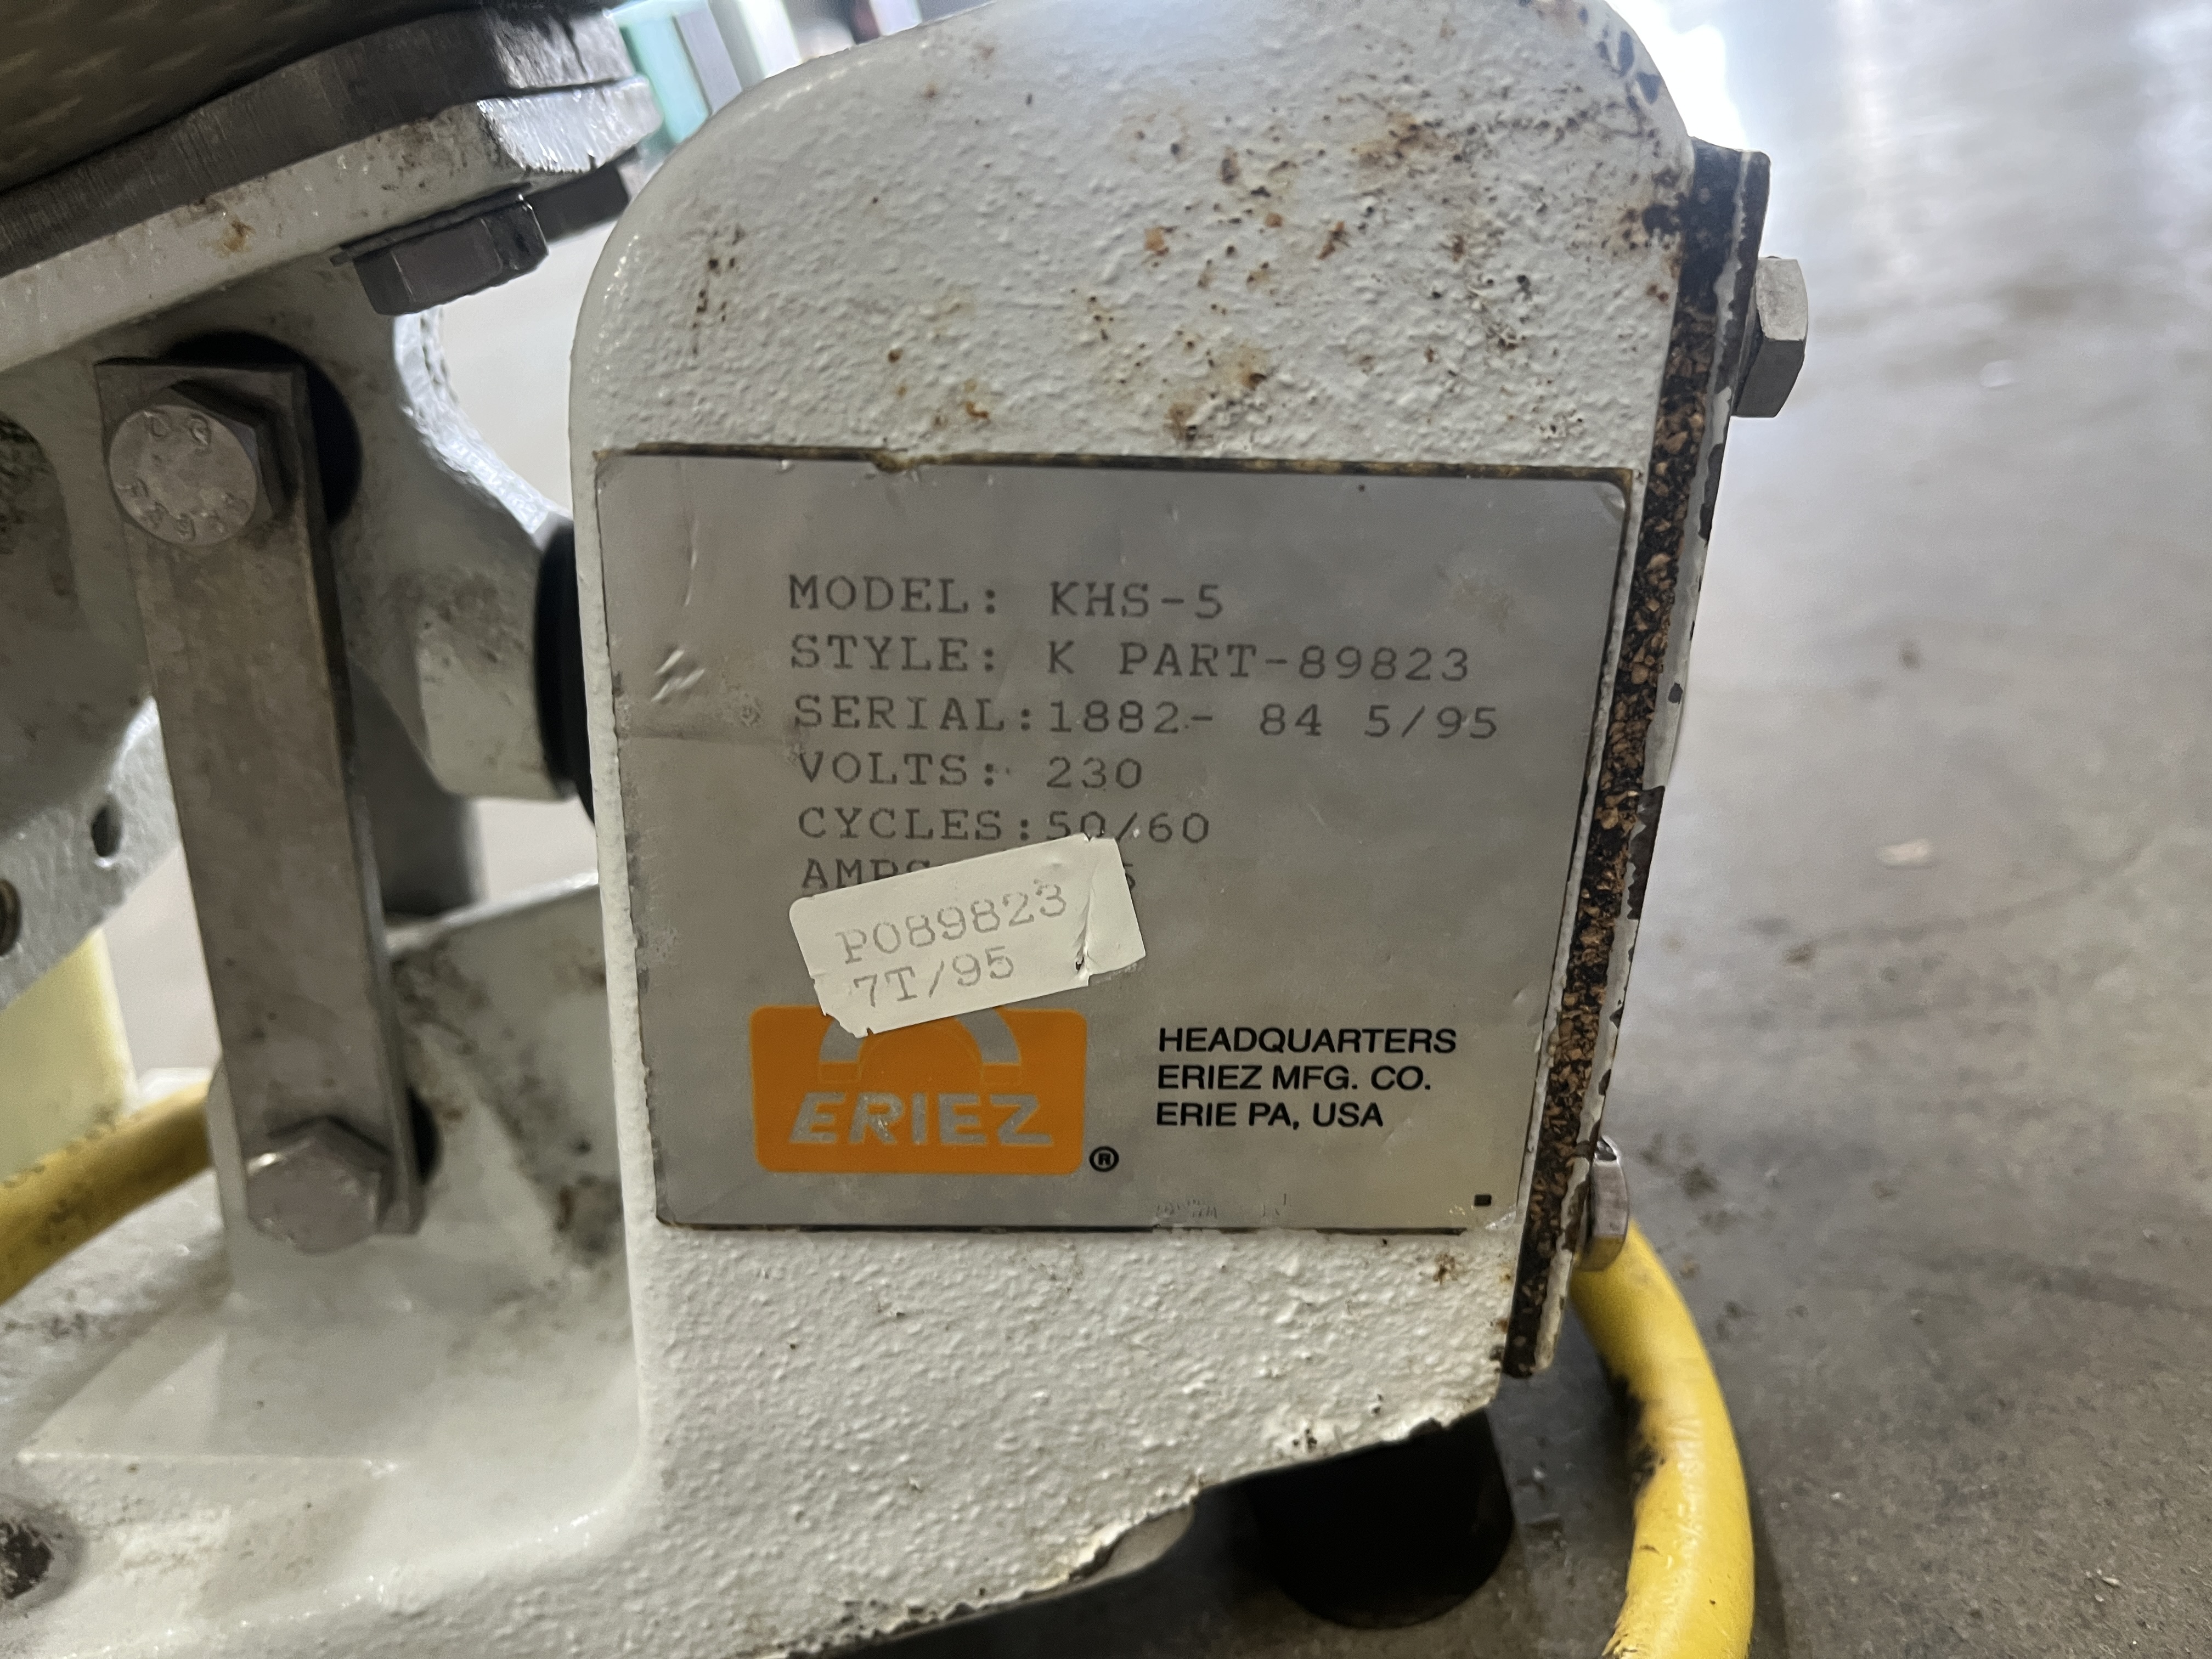 MODEL: KHS-5
STYLE: K PART-89823
SERIAL:1882- 84 5/95
VOLTS: 230
CYCLES:50/60
AMPS
P089823
7T/95
ERIEZ ®
HEADQUARTERS
ERIEZ MFG. CO.
ERIE PA, USA